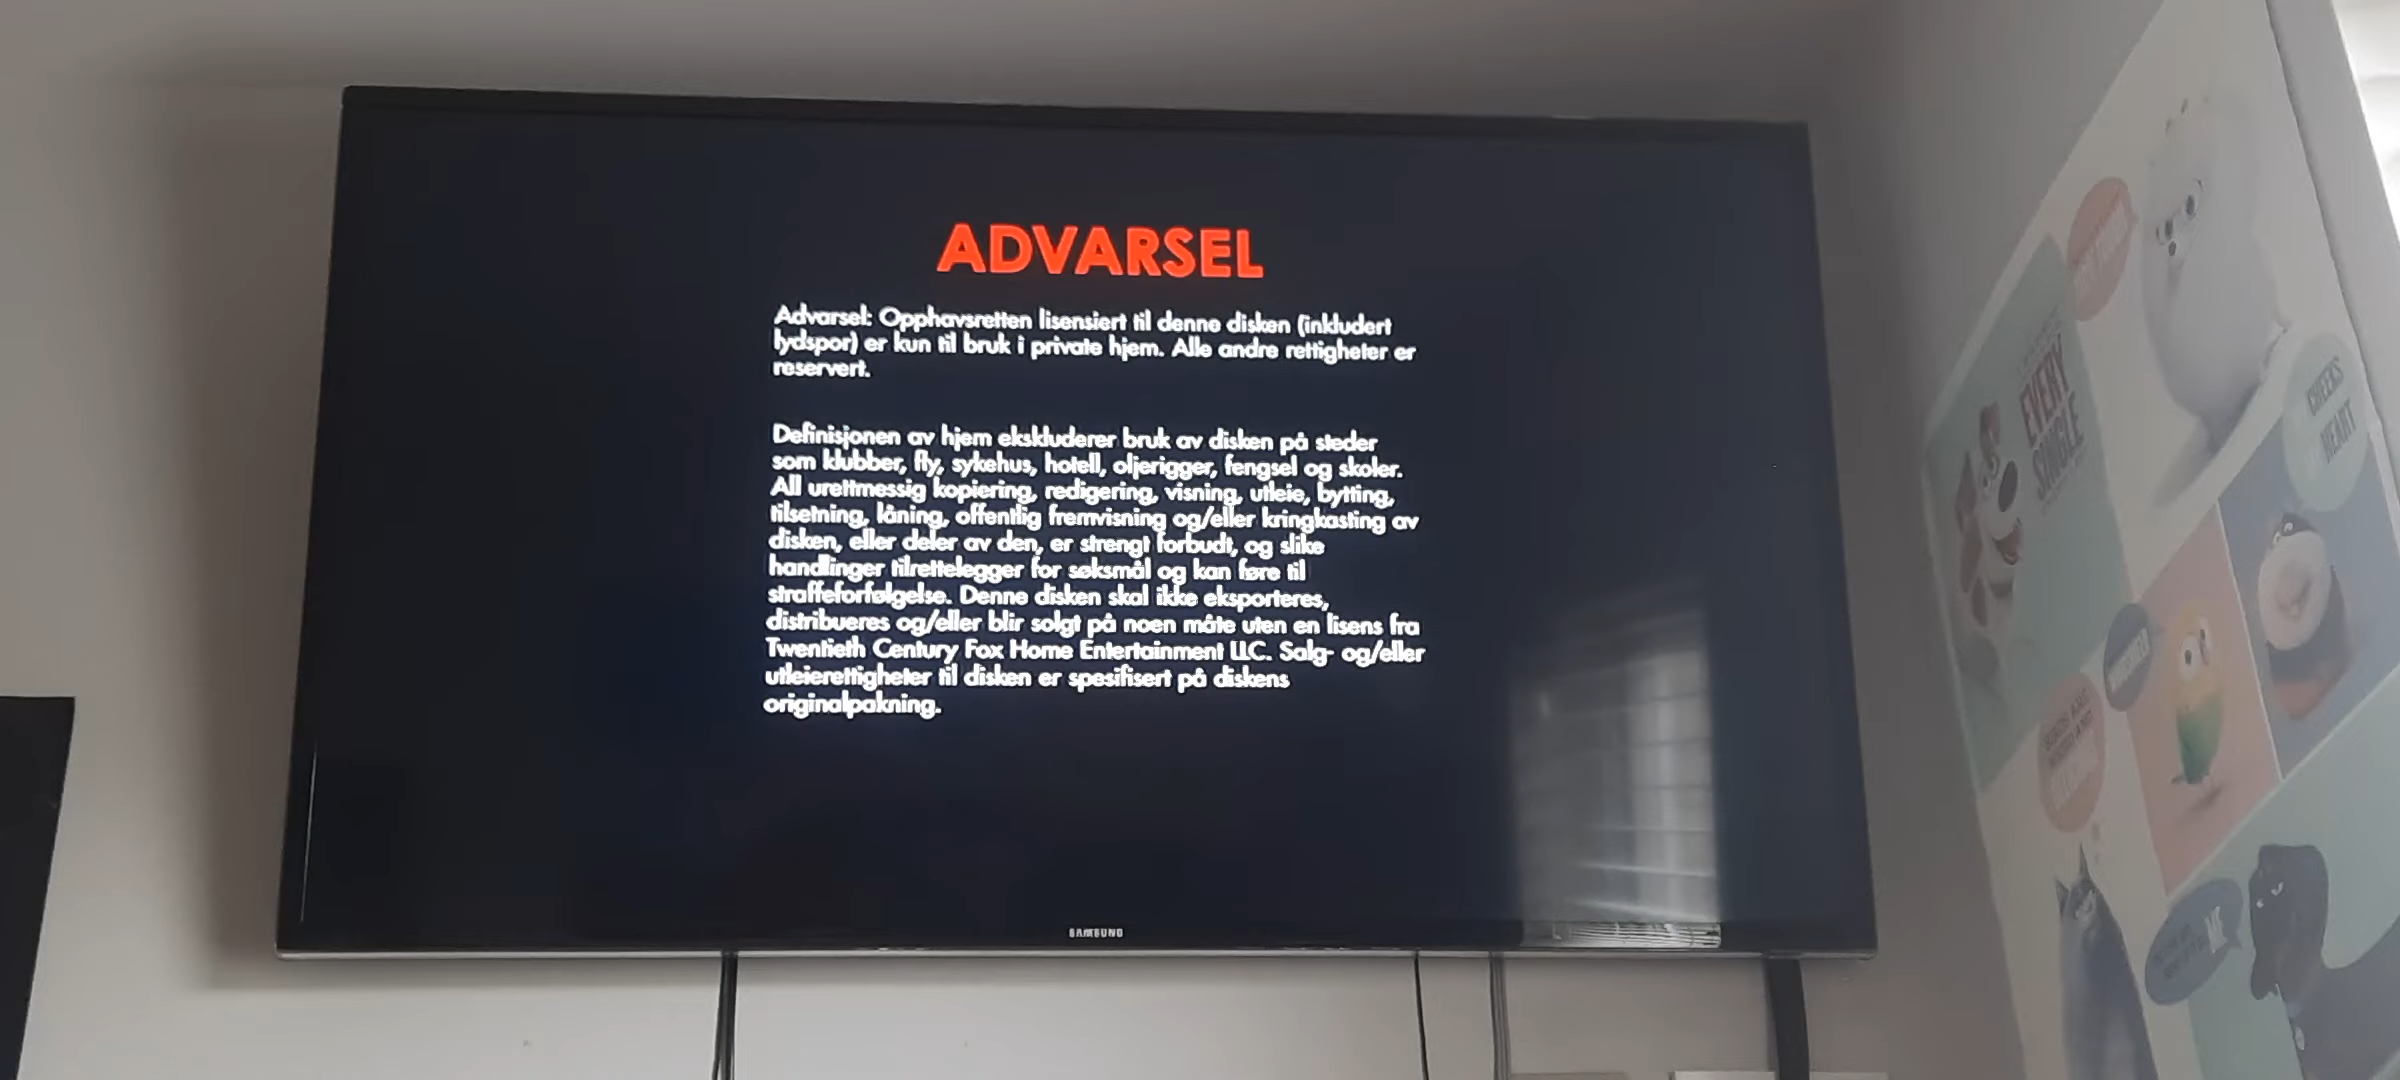 ADVARSEL
Advarsel: Opphavsretten lisensiert til denne disken (inkludert
lydspor) er kun til bruk i private hjem. Alle andre rettigheter er
reservert.
Definisjonen av hjem ekskluderer bruk av disken på steder
som klubber, fly, sykehus, hotell, oljerigger, fengsel og skoler.
All urettmessig kopiering, redigering, visning, utleie, bytting,
tilsetning, låning, offentlig fremvisning og/eller kringkasting av
disken, eller deler av den, er strengt forbudt, og slike
handlinger tilrettelegger for søksmål og kan føre til
straffeforfølgelse. Denne disken skal ikke eksporteres,
distribueres og/eller blir solgt på noen måte uten en lisens fra
Twentieth Century Fox Home Entertainment LLC. Salg- og/eller
utleierettigheter til disken er spesifisert på diskens
originalpakning.
SAMSUNG
EVERY
SINGLE
CHEEKS
HEART